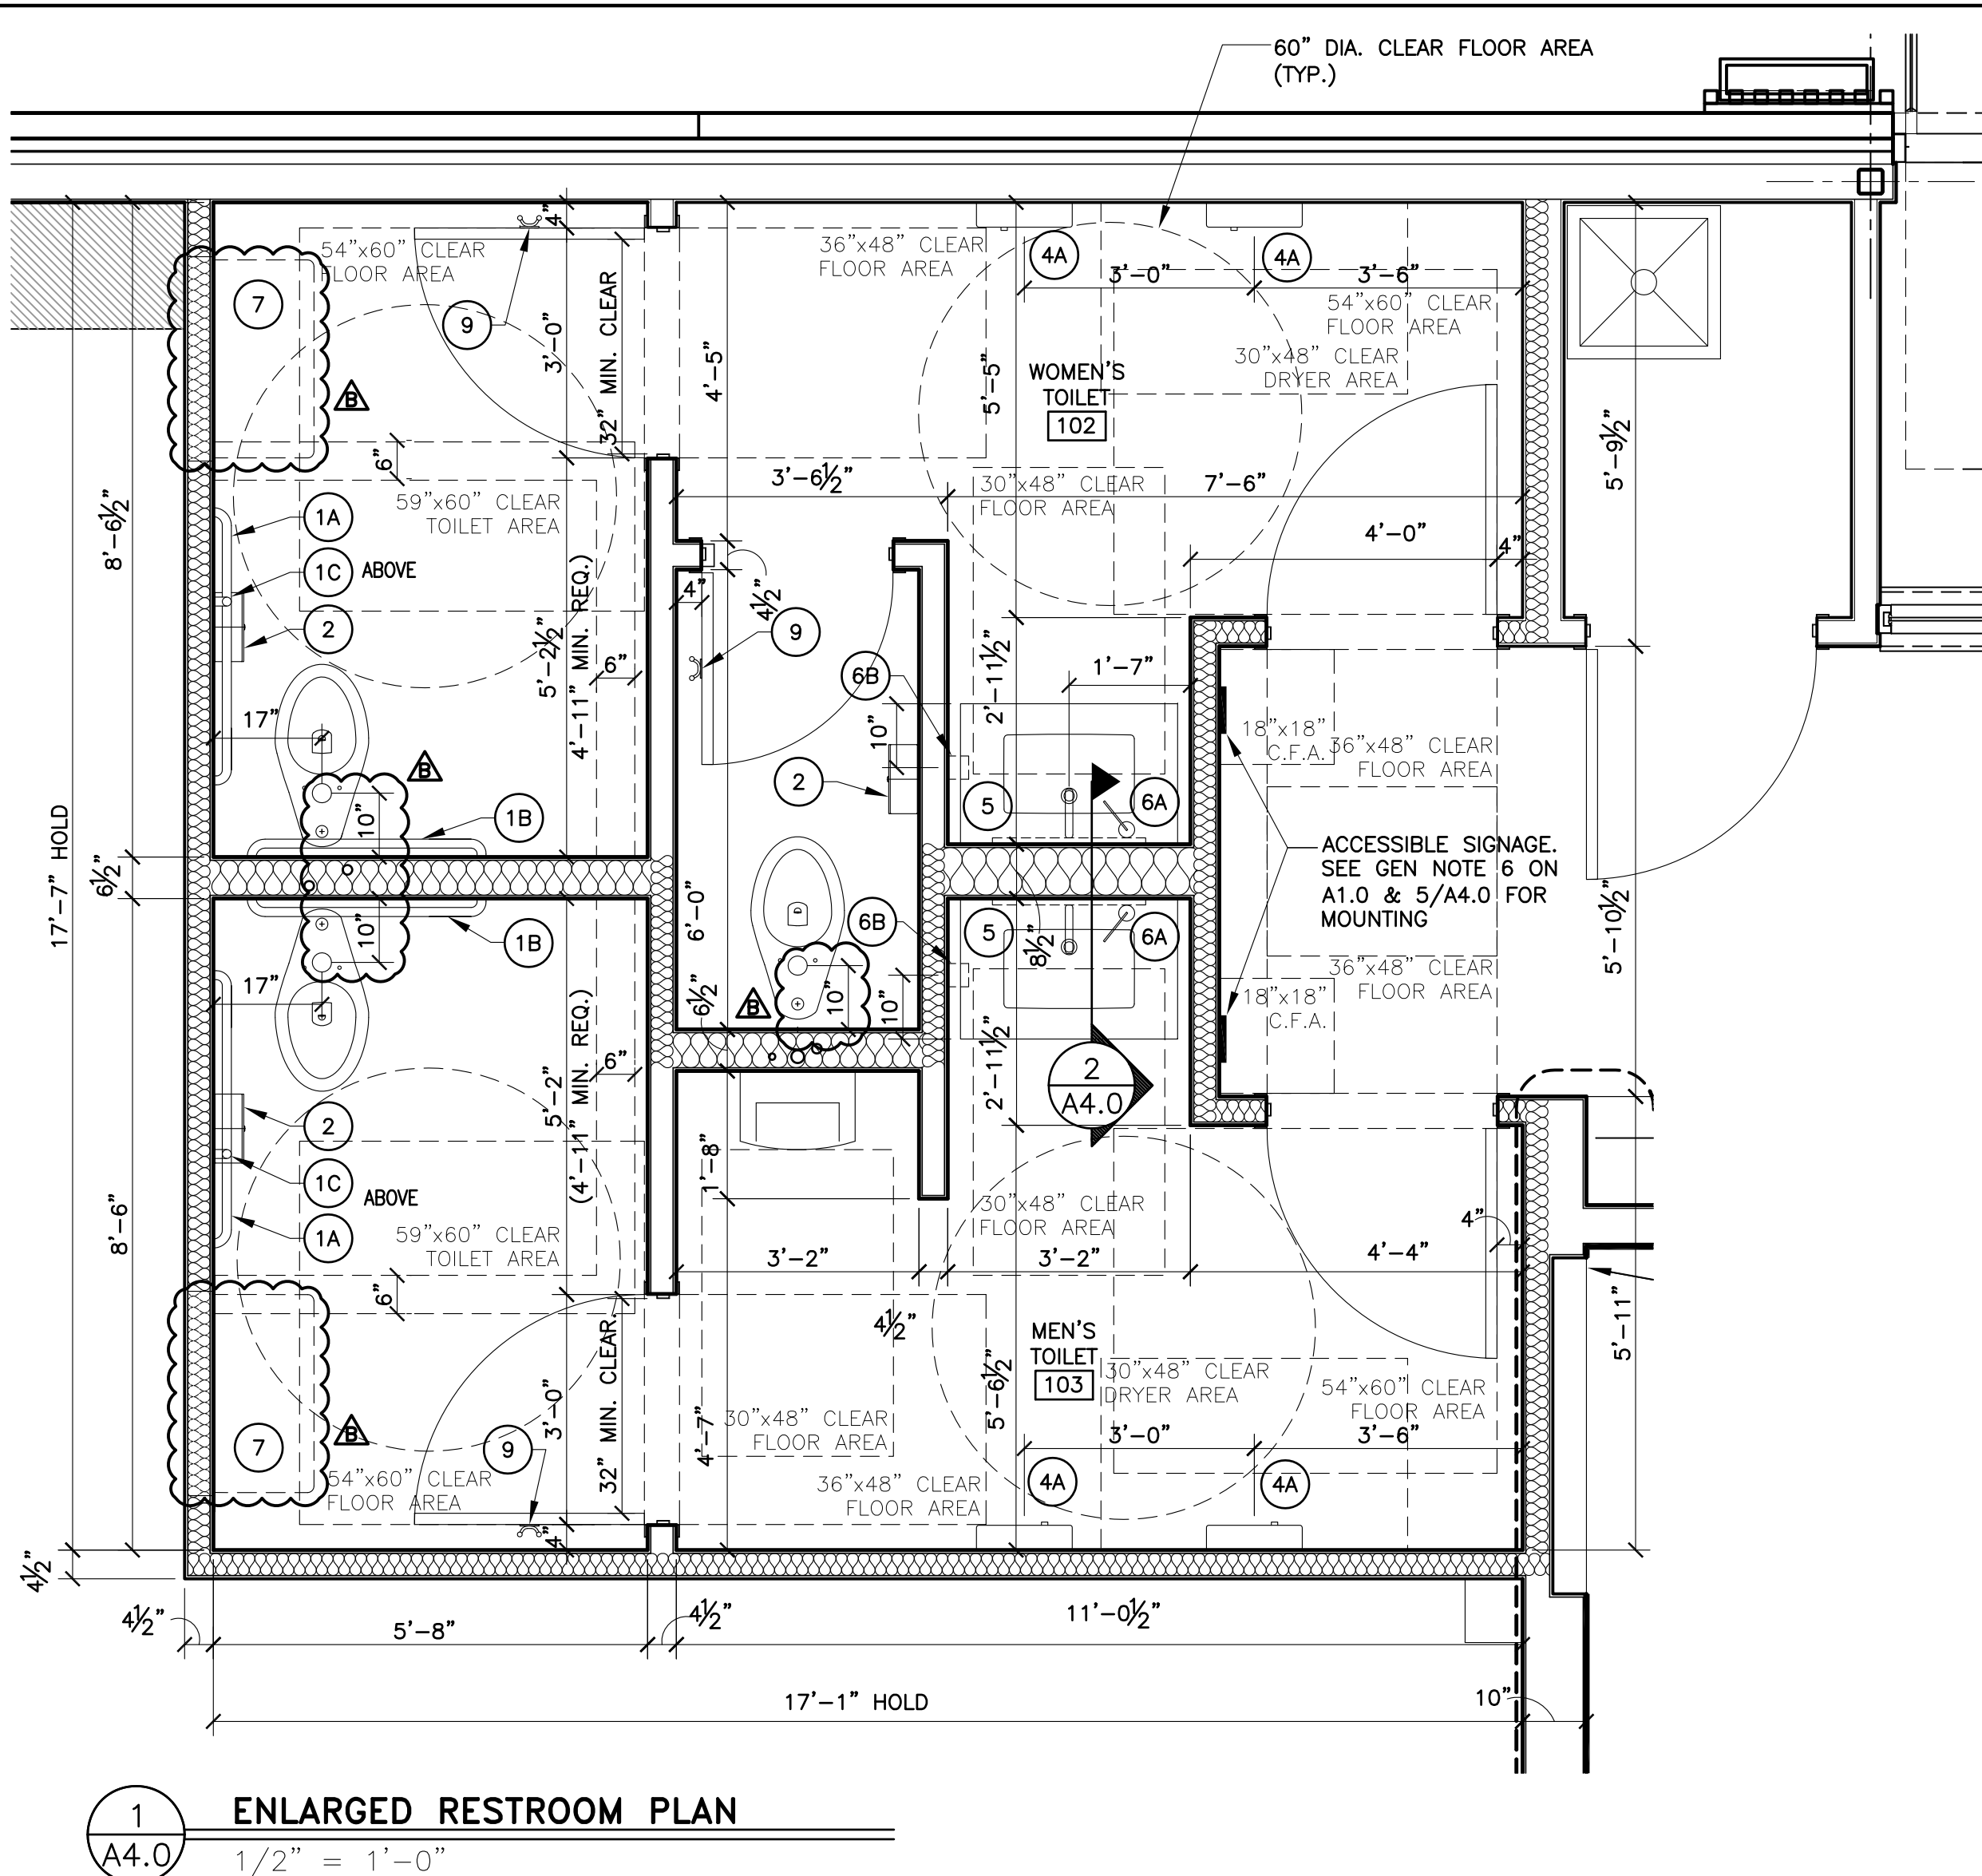 60" DIA. CLEAR FLOOR AREA
(TYP.)
4"
54"x60" CLEAR
FLOOR AREA
36"x48" CLEAR
FLOOR AREA
4A
4A
3'-0"
3'-6"
7
9
3'-0"
32" MIN. CLEAR
4'-5"
5'-5"
54"x60" CLEAR
FLOOR AREA
30"x48" CLEAR
DRYER AREA
WOMEN'S
TOILET
102
B
5'-9½"
6"
3'-6½"
30"x48" CLEAR
FLOOR AREA
7'-6"
59"x60" CLEAR
TOILET AREA
1A
8'-6½"
1C
ABOVE
2
4'-0"
4"
4"
4½"
9
5'-2½"
4'-11" MIN. REQ.)
6"
6B
1'-7"
2'-11½"
17"
10"
18"x18"
C.F.A.
36"x48" CLEAR
FLOOR AREA
B
2
5
6A
10"
1B
17'-7" HOLD
6½"
ACCESSIBLE SIGNAGE.
SEE GEN NOTE 6 ON
A1.0 & 5/A4.0 FOR
MOUNTING
6'-0"
6B
5
6A
8½"
10"
1B
5'-10½"
36"x48" CLEAR
FLOOR AREA
17"
18"x18"
C.F.A.
B
6½"
10"
10"
(4'-11" MIN. REQ.)
6"
5'-2"
2'-11½"
2
A4.0
2
1C
ABOVE
1A
1'-8"
30"x48" CLEAR
FLOOR AREA
8'-6"
59"x60" CLEAR
TOILET AREA
3'-2"
3'-2"
4'-4"
4"
6"
4½"
5'-11"
MEN'S
TOILET
103
30"x48" CLEAR
DRYER AREA
54"x60" CLEAR
FLOOR AREA
5'-6½"
7
B
9
3'-0"
32" MIN. CLEAR.
4'-7"
30"x48" CLEAR
FLOOR AREA
3'-0"
3'-6"
54"x60" CLEAR
FLOOR AREA
36"x48" CLEAR
FLOOR AREA
4A
4A
4"
4½"
4½"
5'-8"
4½"
11'-0½"
17'-1" HOLD
10"
1
A4.0
ENLARGED RESTROOM PLAN
1/2" = 1'-0"